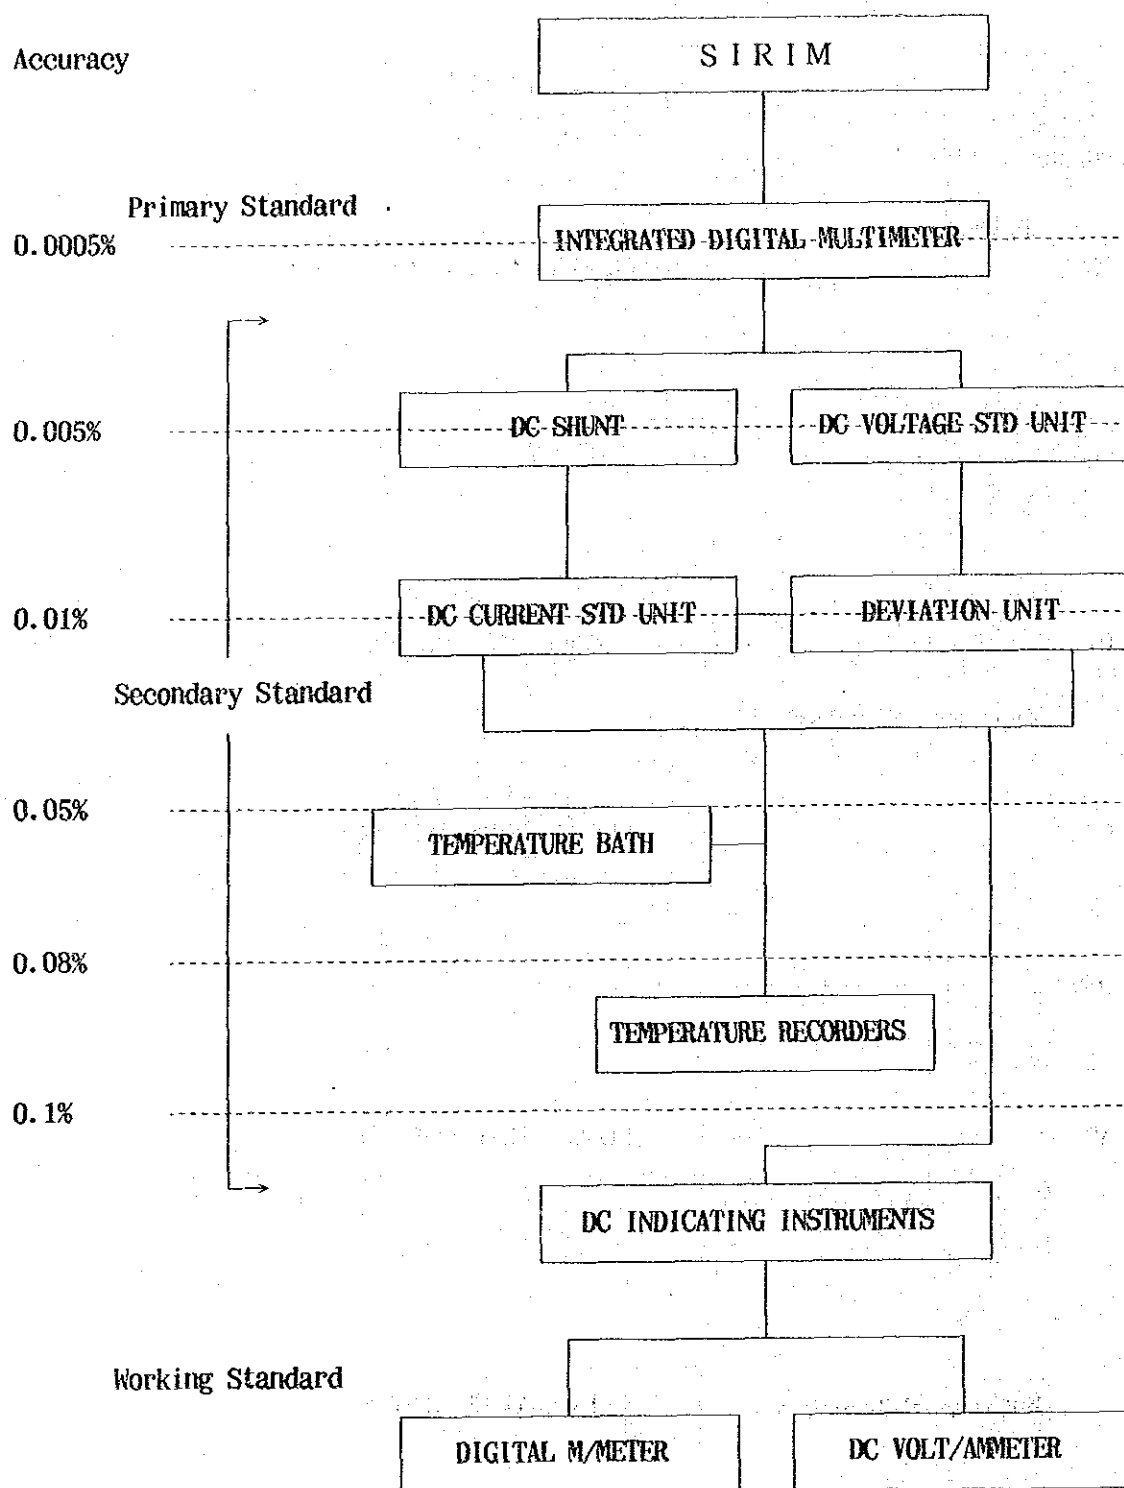 Accuracy
S I R I M
Primary Standard
0.0005%
INTEGRATED DIGITAL MULTIMETER
0.005%
DC SHUNT
DC VOLTAGE STD UNIT
0.01%
DC CURRENT STD UNIT
DEVIATION UNIT
Secondary Standard
0.05%
TEMPERATURE BATH
0.08%
TEMPERATURE RECORDERS
0.1%
DC INDICATING INSTRUMENTS
Working Standard
DIGITAL M/METER
DC VOLT/AMMETER